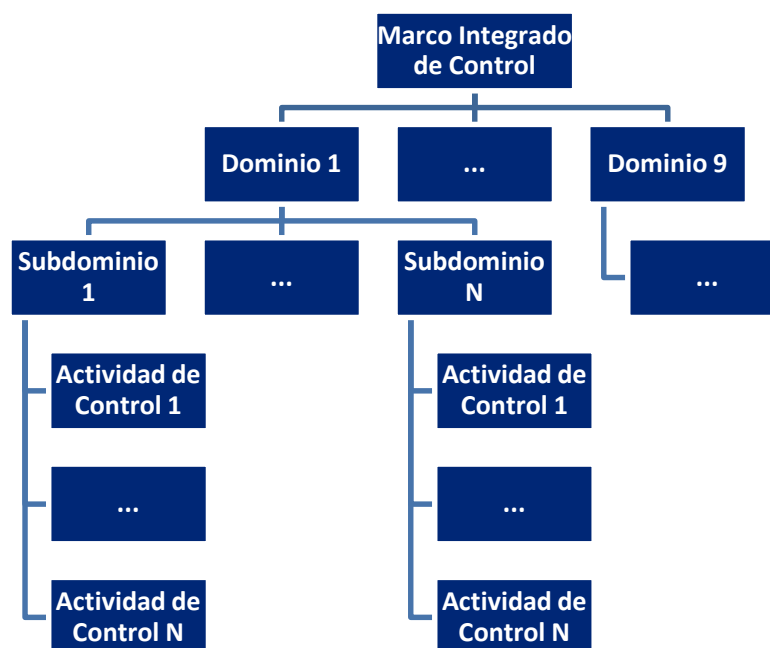 Marco Integrado
de Control
Dominio 1
...
Dominio 9
Subdominio
1
...
Subdominio
N
...
Actividad de
Control 1
Actividad de
Control 1
...
...
Actividad de
Control N
Actividad de
Control N